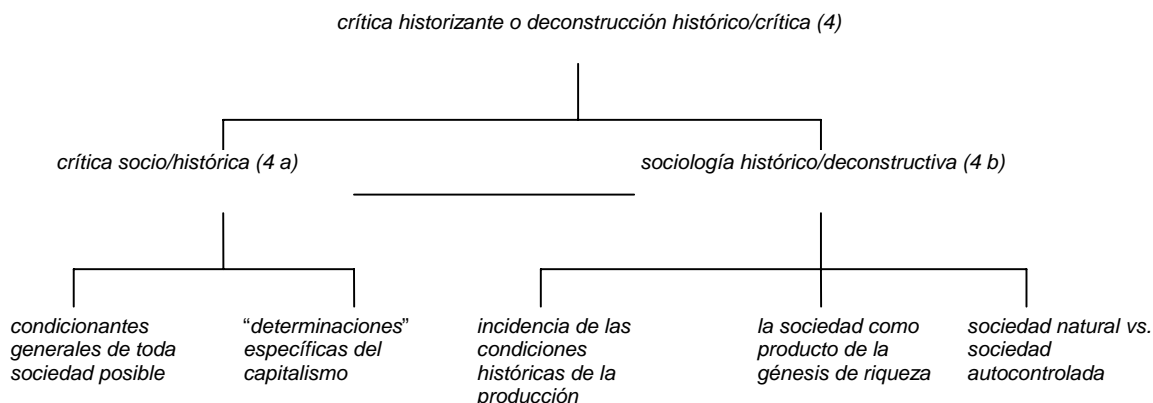 crítica historizante o deconstrucción histórico/crítica (4)
crítica socio/histórica (4 a)
sociología histórico/deconstructiva (4 b)
condicionantes
generales de toda
sociedad posible
“determinaciones”
específicas del
capitalismo
incidencia de las
condiciones
históricas de la
producción
la sociedad como
producto de la
génesis de riqueza
sociedad natural vs.
sociedad
autocontrolada